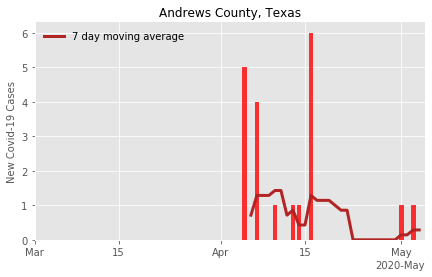 Andrews County, Texas
7 day moving average
New Covid-19 Cases
6
5
4
3
2
1
0
Mar 15 Apr 15 May
2020-May